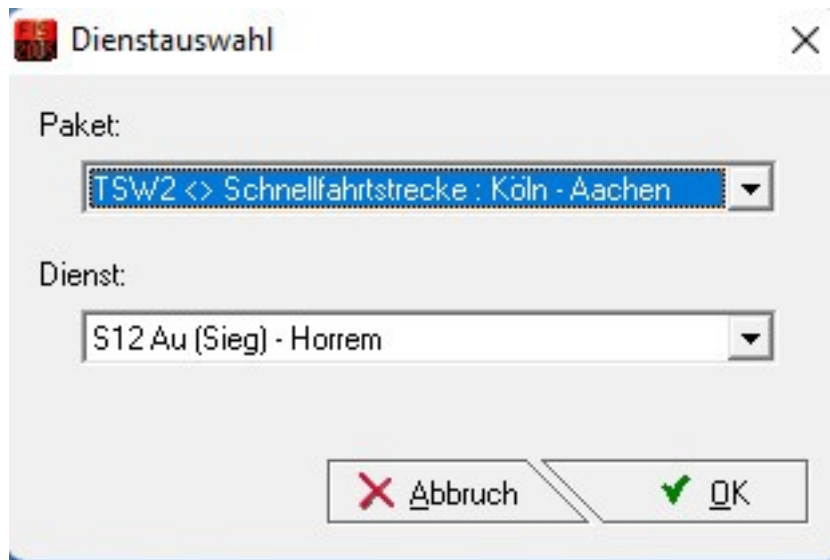 Dienstauswahl
Paket:
TSW2 <> Schnellfahrtstrecke : Köln - Aachen
Dienst:
S12 Au (Sieg) - Horrem
Abbruch
OK